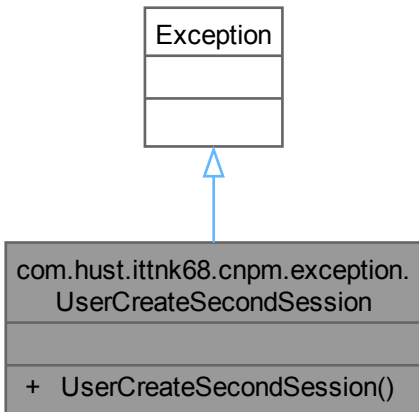 Exception
com.hust.ittnk68.cnpm.exception.
UserCreateSecondSession
+ UserCreateSecondSession()